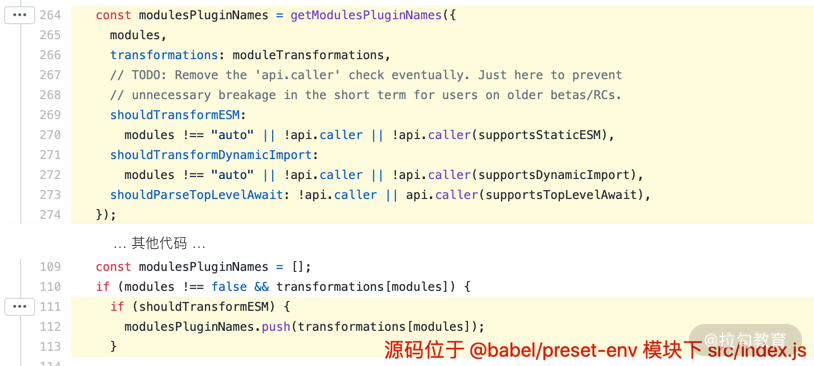 264 const modulesPluginNames = getModulesPluginNames({
265 modules,
266 transformations: moduleTransformations,
267 // TODO: Remove the 'api.caller' check eventually. Just here to prevent
268 // unnecessary breakage in the short term for users on older betas/RCs.
269 shouldTransformESM:
270 modules !== "auto" || !api.caller || !api.caller(supportsStaticESM),
271 shouldTransformDynamicImport:
272 modules !== "auto" || !api.caller || !api.caller(supportsDynamicImport),
273 shouldParseTopLevelAwait: !api.caller || api.caller(supportsTopLevelAwait),
274 });
... 其他代码 ...
109 const modulesPluginNames = [];
110 if (modules !== false && transformations[modules]) {
111 if (shouldTransformESM) {
112 modulesPluginNames.push(transformations[modules]);
113 }
@拉勾教育
源码位于 @babel/preset-env 模块下 src/index.js
114